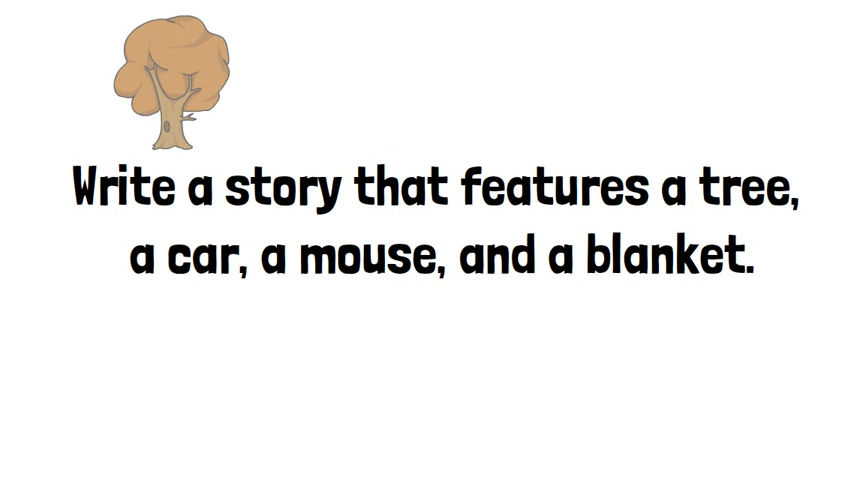 Write a story that features a tree,
a car, a mouse, and a blanket.